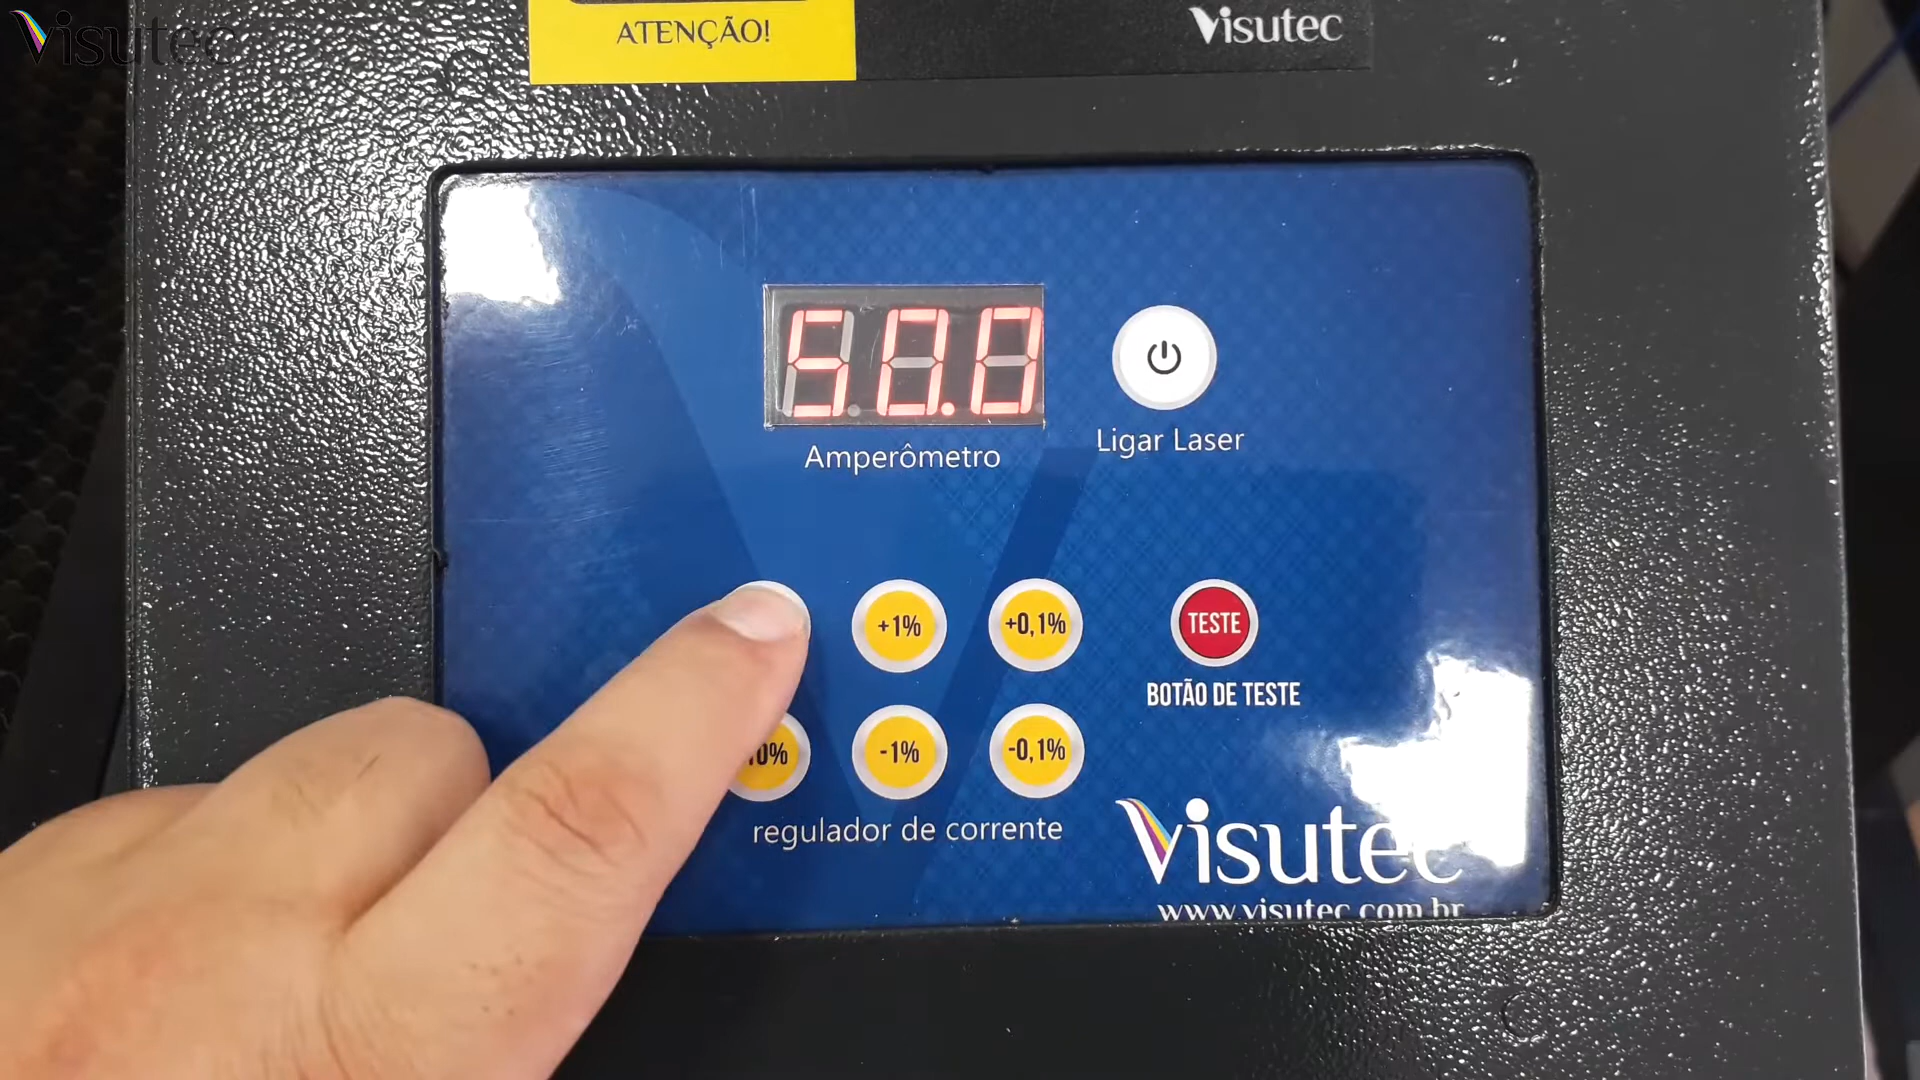 Visutec
ATENÇÃO!
Visutec
50.0
Amperômetro
Ligar Laser
+1%
+0,1%
TESTE
BOTÃO DE TESTE
-1%
-0,1%
regulador de corrente
Visutec
www.visutec.com.br